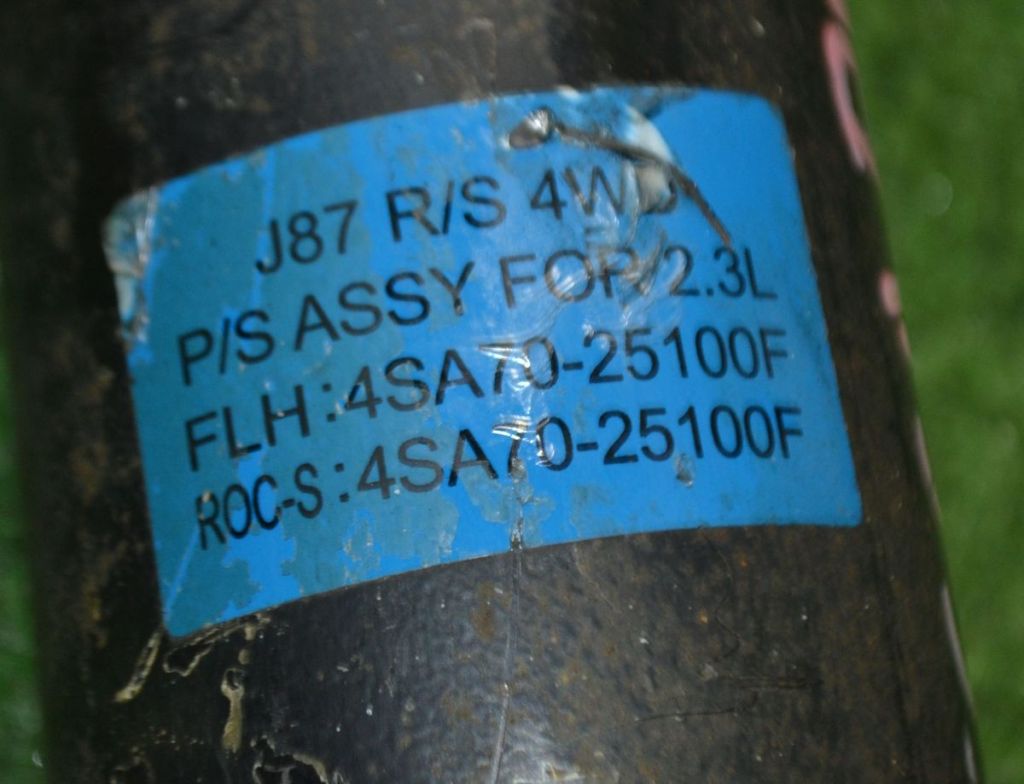 J87 R/S 4WD
P/S ASSY FOR 2.3L
FLH:4SA70-25100F
ROC-S:4SA70-25100F